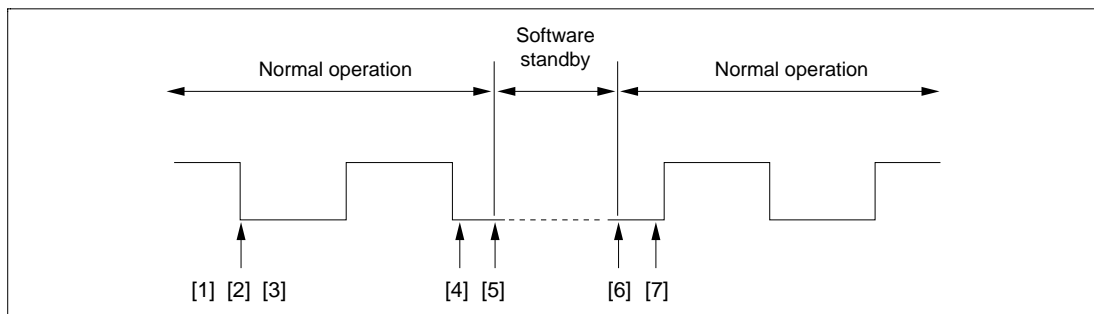 Software
standby
Normal operation
Normal operation
[1] [2] [3]
[4] [5]
[6] [7]